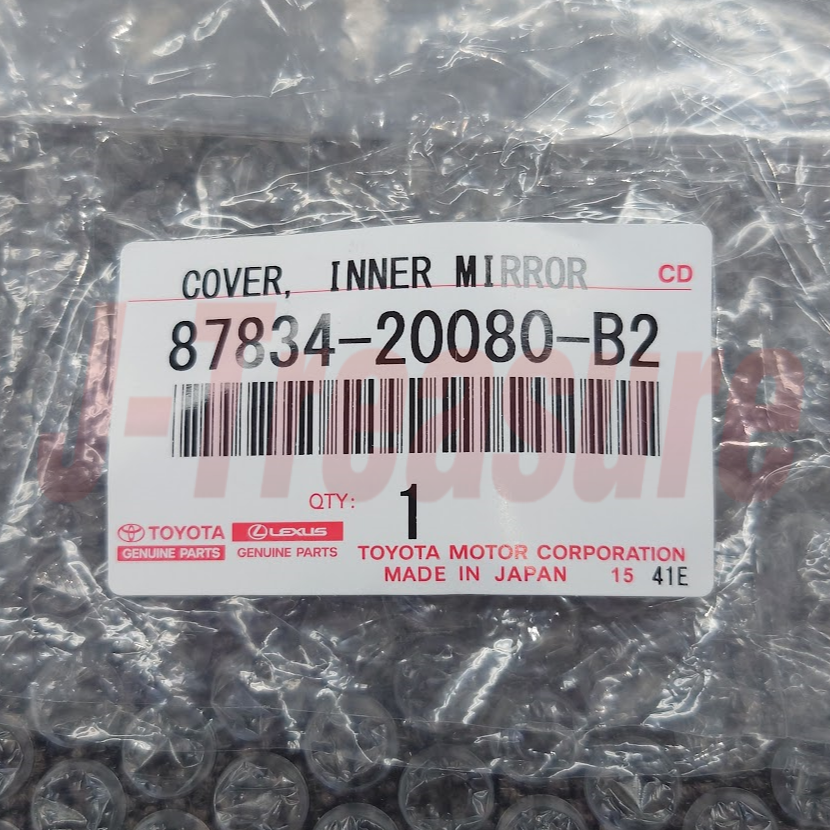 COVER, INNER MIRROR CD
87834-20080-B2
J-Treasure
QTY: 1
TOYOTA LEXUS
GENUINE PARTS GENUINE PARTS
TOYOTA MOTOR CORPORATION
MADE IN JAPAN 15 41E